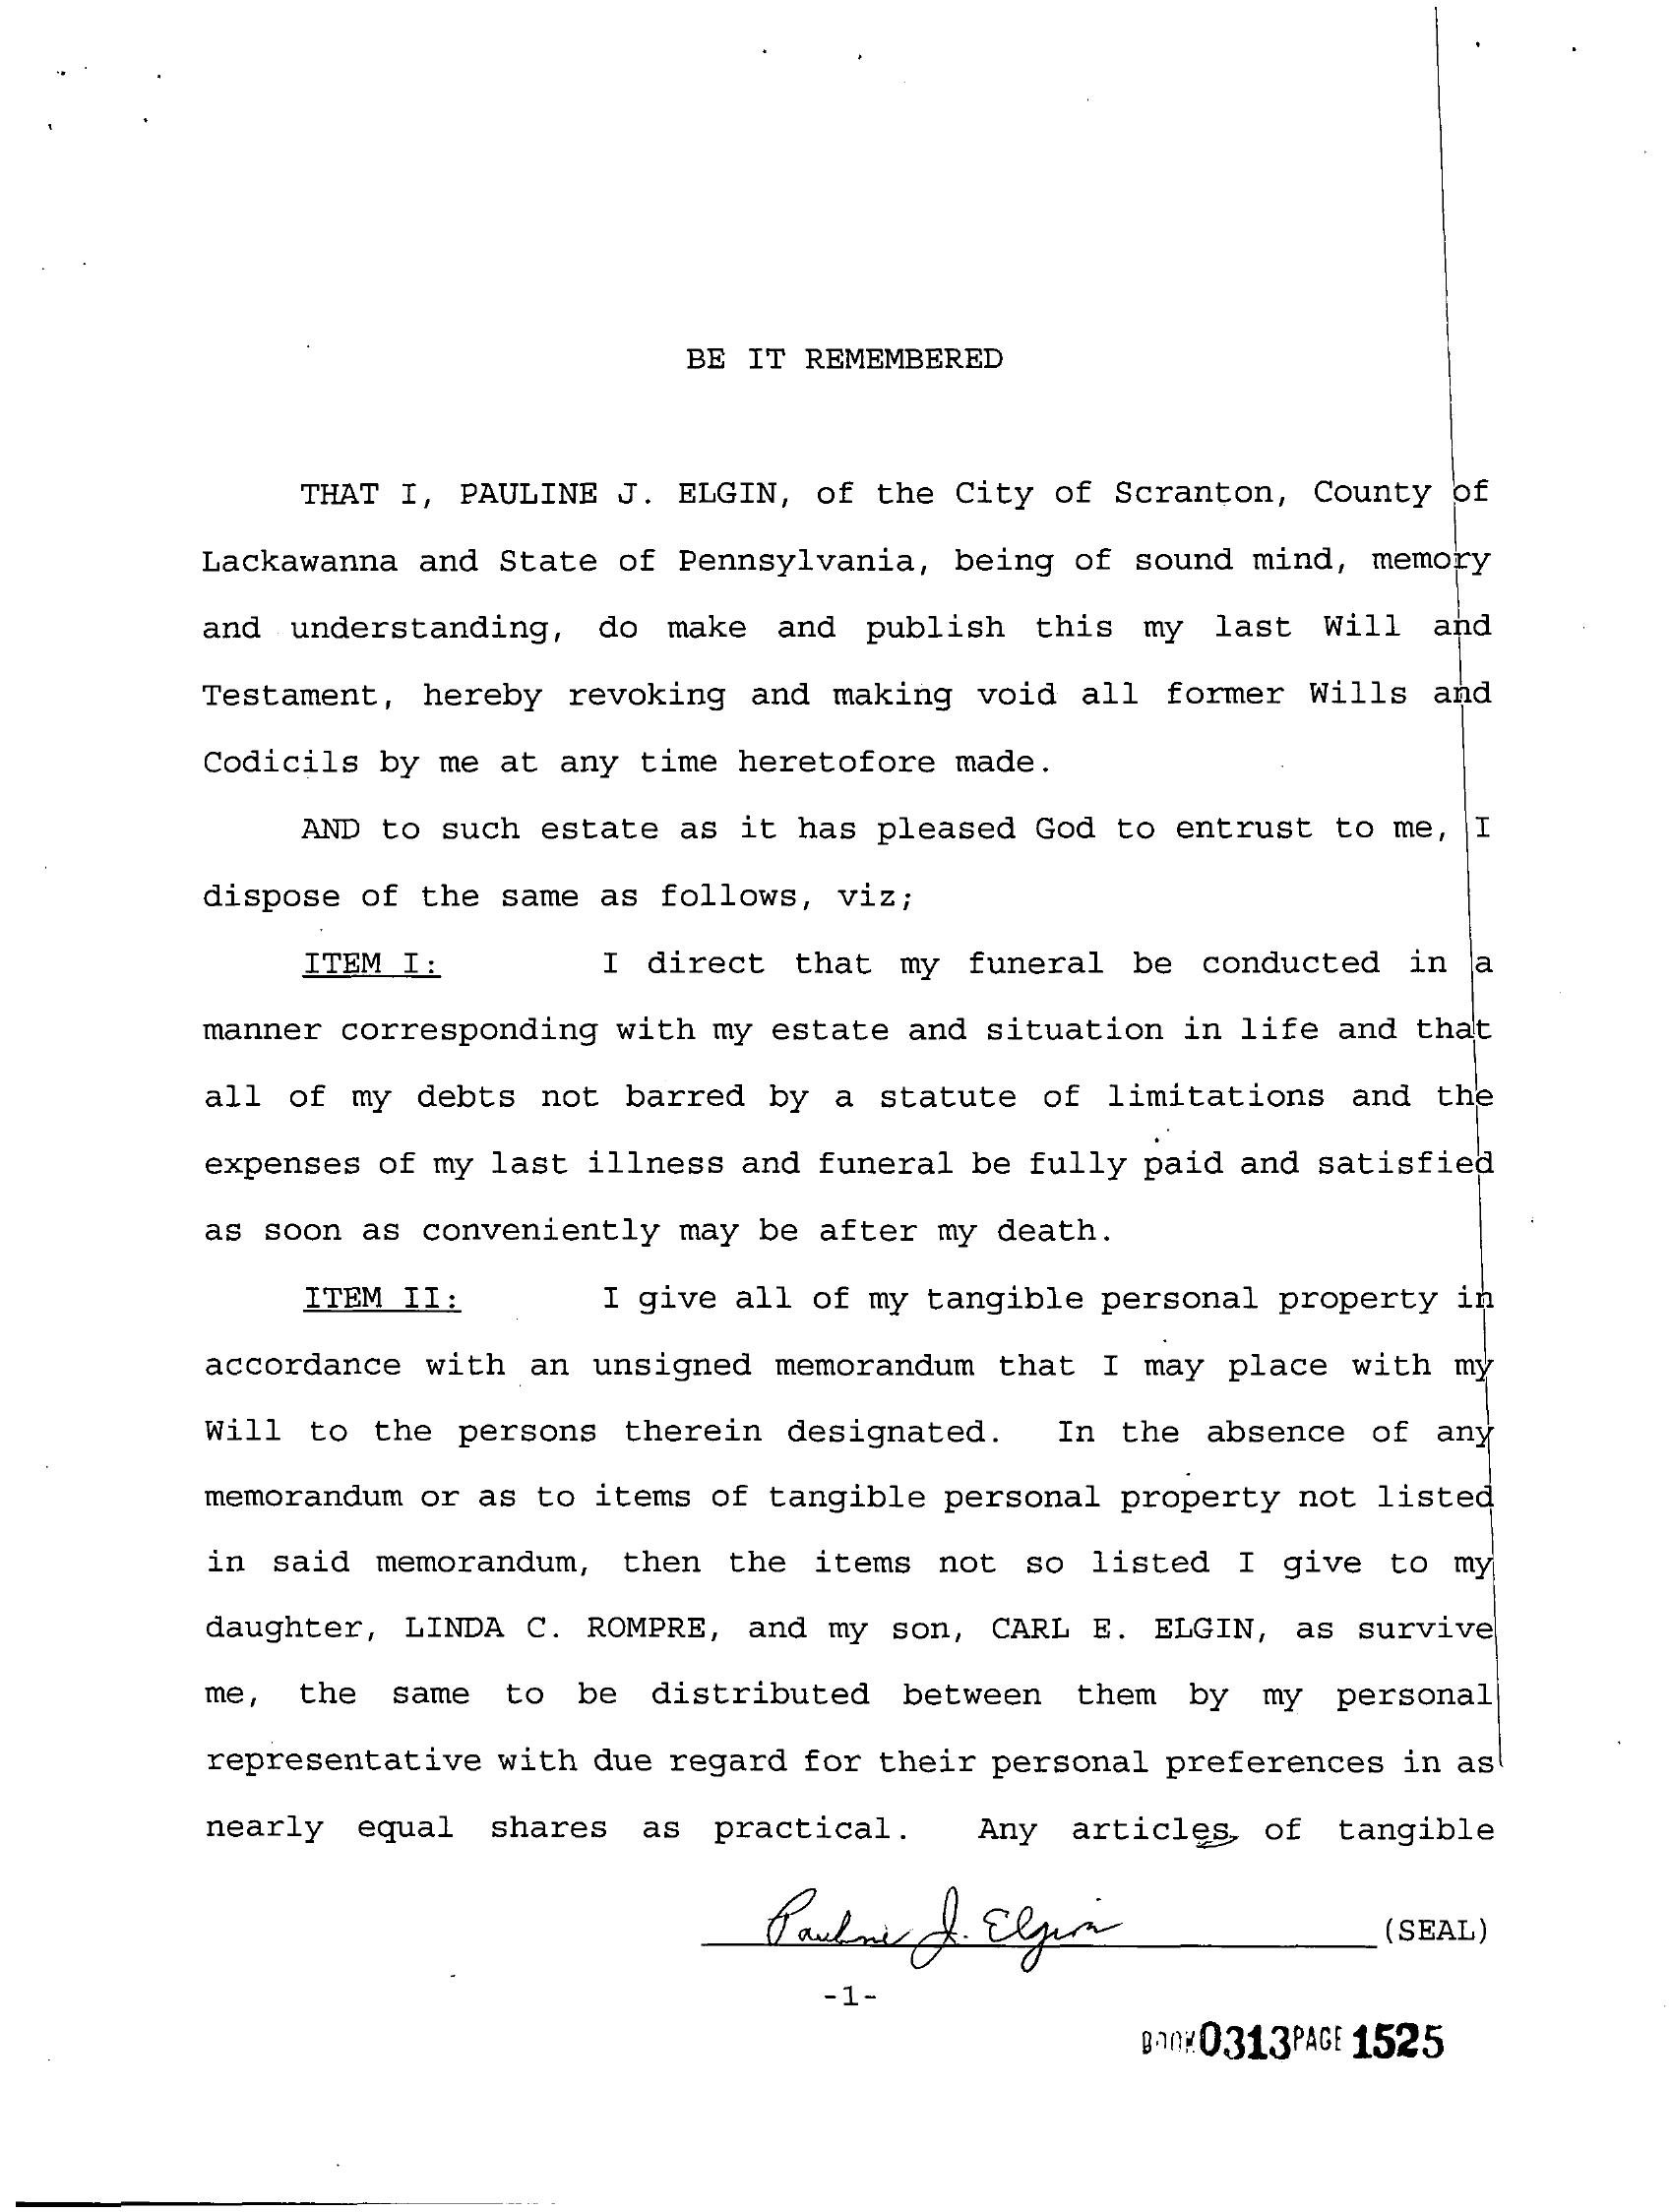 BE IT REMEMBERED
THAT I, PAULINE J. ELGIN, of the City of Scranton, County of
Lackawanna and State of Pennsylvania, being of sound mind, memory
and understanding, do make and publish this my last Will and
Testament, hereby revoking and making void all former Wills and
Codicils by me at any time heretofore made.
AND to such estate as it has pleased God to entrust to me, I
dispose of the same as follows, viz;
ITEM I: I direct that my funeral be conducted in a
manner corresponding with my estate and situation in life and that
all of my debts not barred by a statute of limitations and the
expenses of my last illness and funeral be fully paid and satisfied
as soon as conveniently may be after my death.
ITEM II: I give all of my tangible personal property in
accordance with an unsigned memorandum that I may place with my
Will to the persons therein designated. In the absence of any
memorandum or as to items of tangible personal property not listed
in said memorandum, then the items not so listed I give to my
daughter, LINDA C. ROMPRE, and my son, CARL E. ELGIN, as survive
me, the same to be distributed between them by my personal
representative with due regard for their personal preferences in as
nearly equal shares as practical. Any articles of tangible
Pauline J. Elgin (SEAL)
-1-
BOOK 0313 PAGE 1525